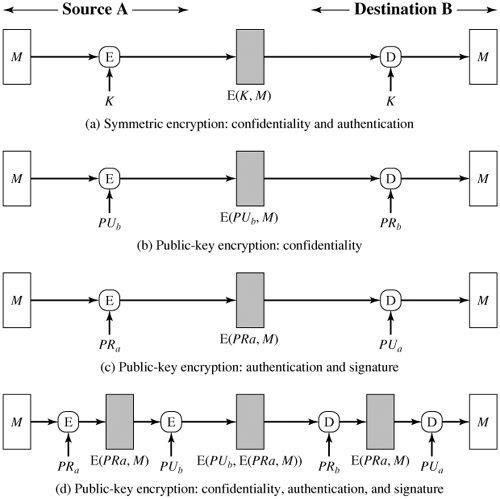 Source A Destination B
M E D M
K E(K, M) K
(a) Symmetric encryption: confidentiality and authentication
M E D M
PUb E(PUb, M) PRb
(b) Public-key encryption: confidentiality
M E D M
PRa E(PRa, M) PUa
(c) Public-key encryption: authentication and signature
M E E D D M
PRa E(PRa, M) PUb E(PUb, E(PRa, M)) PRb E(PRa, M) PUa
(d) Public-key encryption: confidentiality, authentication, and signature